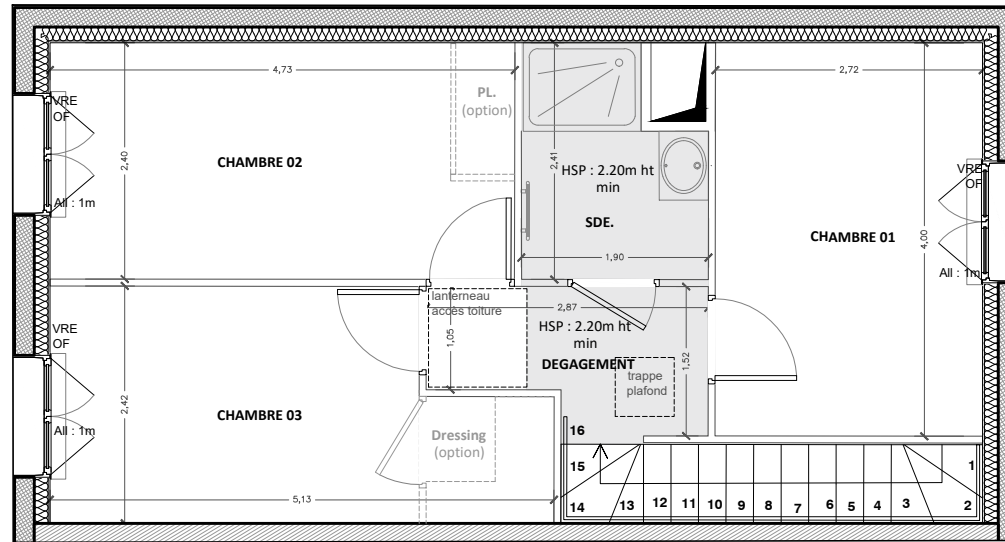 4,73
2,72
PL.
(option)
VRE
OF
CHAMBRE 02
2,40
2,41
HSP : 2.20m ht
min
SDE.
VRE
OF
All : 1m
CHAMBRE 01
4,00
1,90
All : 1m
lanterneau
accès toiture
2,87
HSP : 2.20m ht
min
VRE
OF
1,05
1,52
DEGAGEMENT
trappe
plafond
2,42
CHAMBRE 03
All : 1m
Dressing
(option)
16
15
14
13
12
11
10
9
8
7
6
5
4
3
2
1
5,13